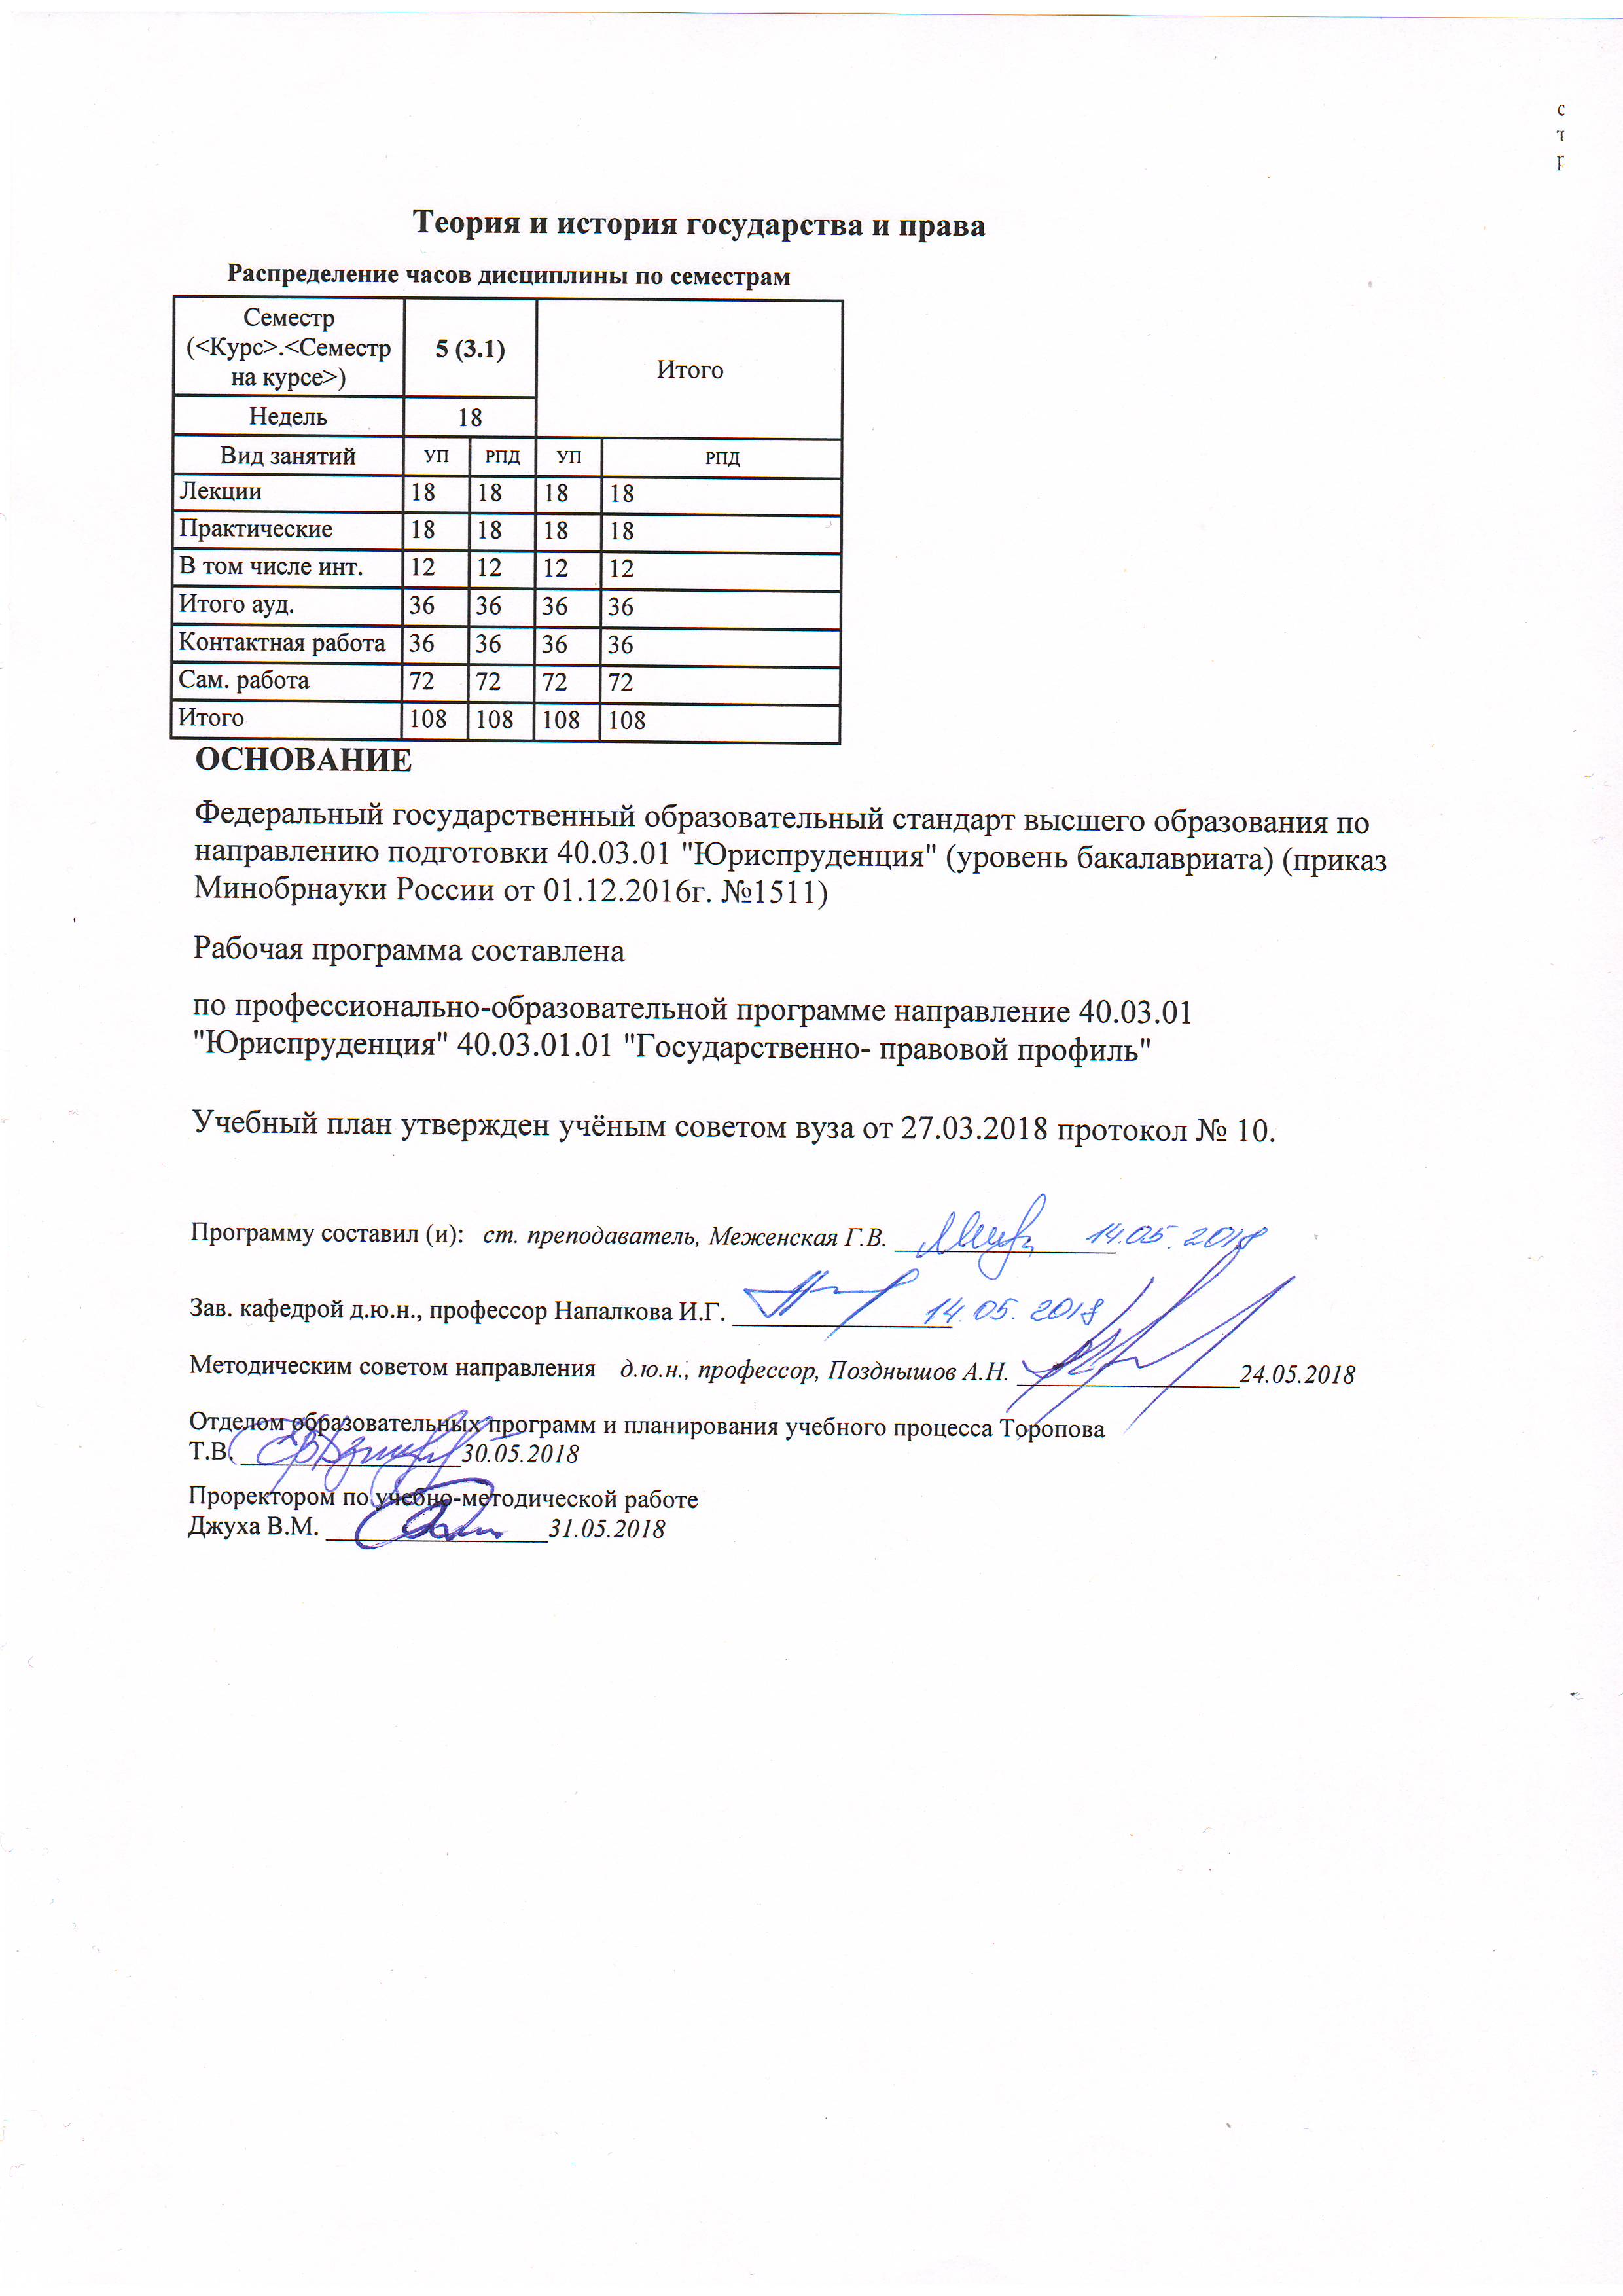 с
т
р
Теория и история государства и права
Распределение часов дисциплины по семестрам
Семестр
(<Курс>.<Семестр
на курсе>)
5 (3.1)
Итого
Недель
18
Вид занятий УП РПД УП РПД
Лекции 18 18 18 18
Практические 18 18 18 18
В том числе инт. 12 12 12 12
Итого ауд. 36 36 36 36
Контактная работа 36 36 36 36
Сам. работа 72 72 72 72
Итого 108 108 108 108
ОСНОВАНИЕ
Федеральный государственный образовательный стандарт высшего образования по
направлению подготовки 40.03.01 "Юриспруденция" (уровень бакалавриата) (приказ
Минобрнауки России от 01.12.2016г. №1511)
Рабочая программа составлена
по профессионально-образовательной программе направление 40.03.01
"Юриспруденция" 40.03.01.01 "Государственно- правовой профиль"
Учебный план утвержден учёным советом вуза от 27.03.2018 протокол № 10.
Программу составил (и): ст. преподаватель, Меженская Г.В. 14.05.2018
Зав. кафедрой д.ю.н., профессор Напалкова И.Г. 14.05.2018
Методическим советом направления д.ю.н., профессор, Позднышов А.Н. 24.05.2018
Отделом образовательных программ и планирования учебного процесса Торопова
Т.В. 30.05.2018
Проректором по учебно-методической работе
Джуха В.М. 31.05.2018